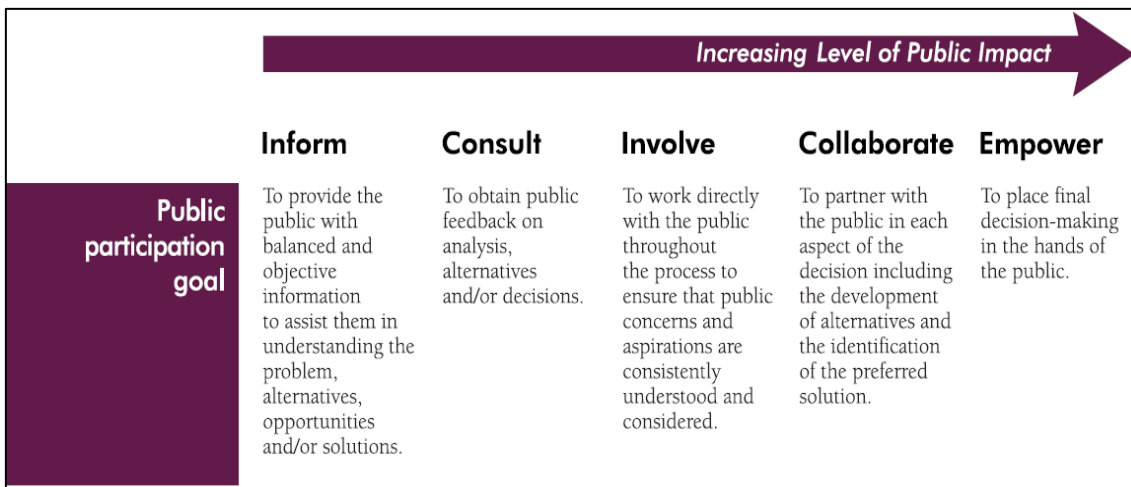 Increasing Level of Public Impact
Inform
Consult
Involve
Collaborate
Empower
Public
participation
goal
To provide the
public with
balanced and
objective
information
to assist them in
understanding the
problem,
alternatives,
opportunities
and/or solutions.
To obtain public
feedback on
analysis,
alternatives
and/or decisions.
To work directly
with the public
throughout
the process to
ensure that public
concerns and
aspirations are
consistently
understood and
considered.
To partner with
the public in each
aspect of the
decision including
the development
of alternatives and
the identification
of the preferred
solution.
To place final
decision-making
in the hands of
the public.